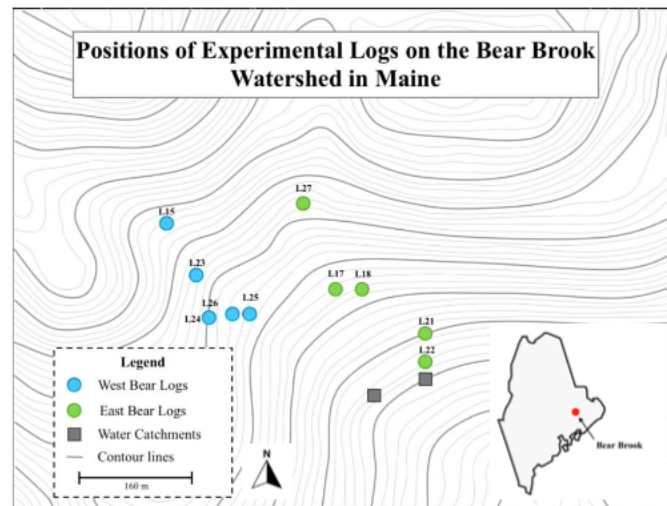 Positions of Experimental Logs on the Bear Brook
Watershed in Maine
L27
L15
L23
L17 L18
L26 L25
L24
L21
L22
Legend
West Bear Logs
East Bear Logs
Water Catchments
Contour lines
160 m
N
Bear Brook